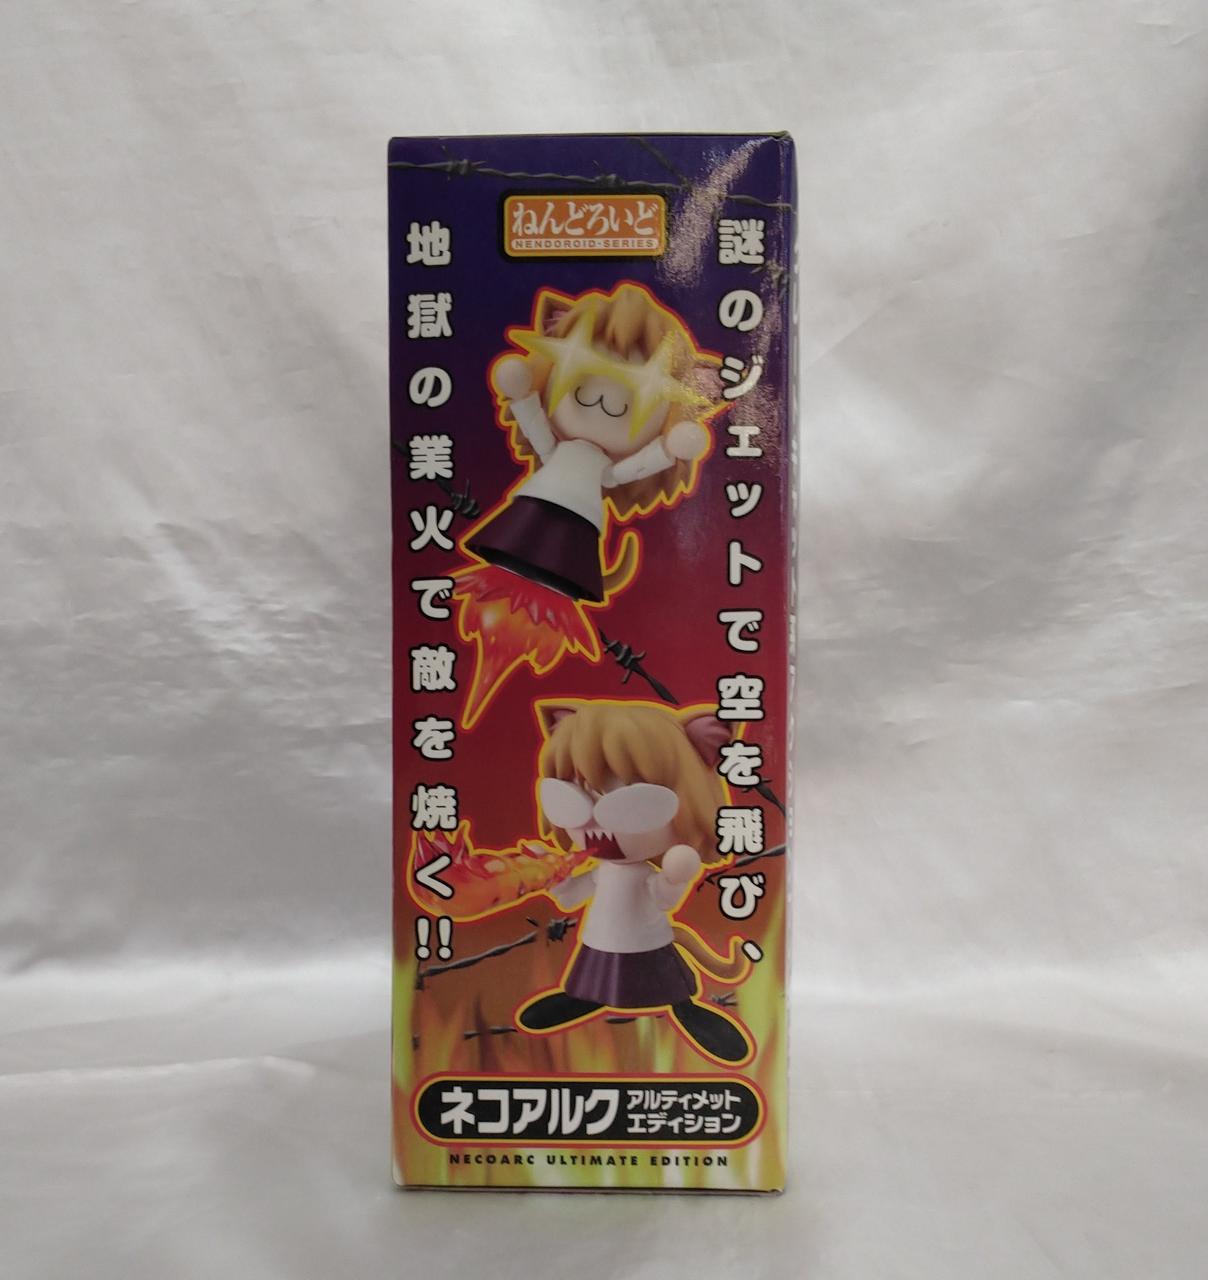 ねんどろいど
NENDOROID-SERIES
謎のジェットで空を飛び、
地獄の業火で敵を焼く!!
ネコアルク
アルティメット
エディション
NECOARC ULTIMATE EDITION